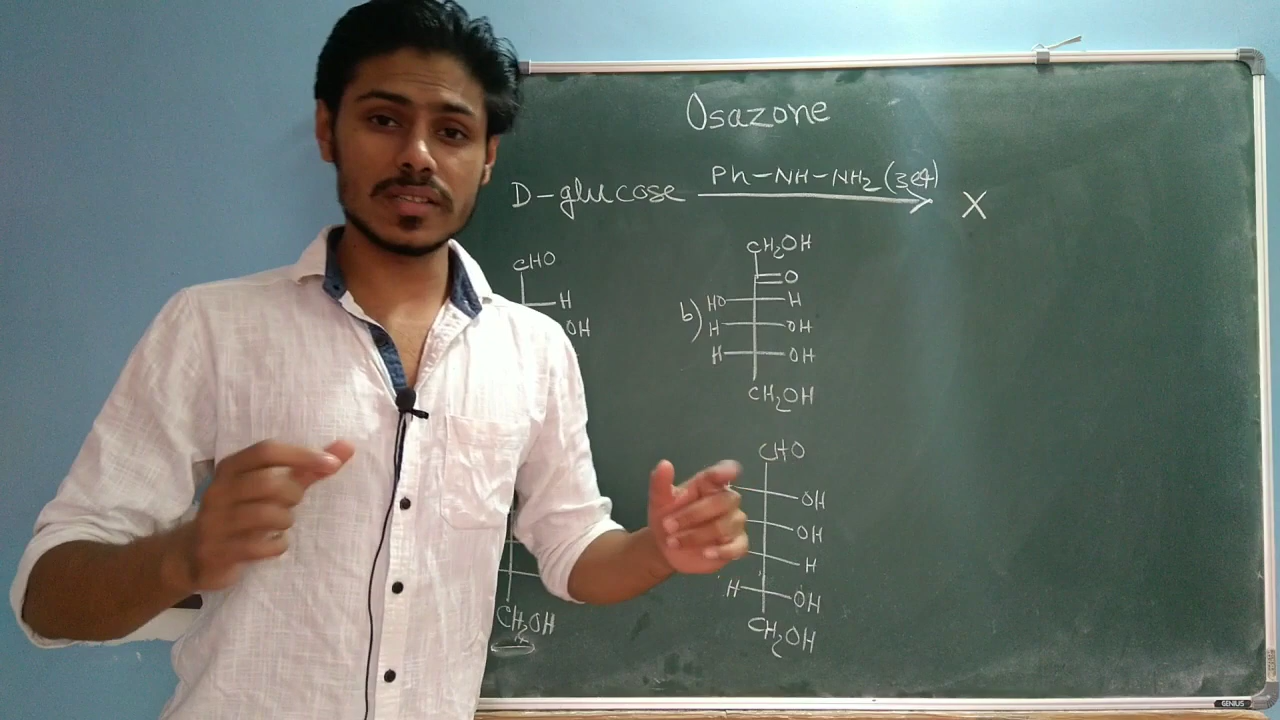 Osazone
D-glucose Ph-NH-NH2 (3eq) X
CHO
H
OH
CH2OH
b)
CH2OH
O
HO H
H OH
H OH
CH2OH
CHO
OH
OH
H
H OH
CH2OH
CH2OH
GENIUS